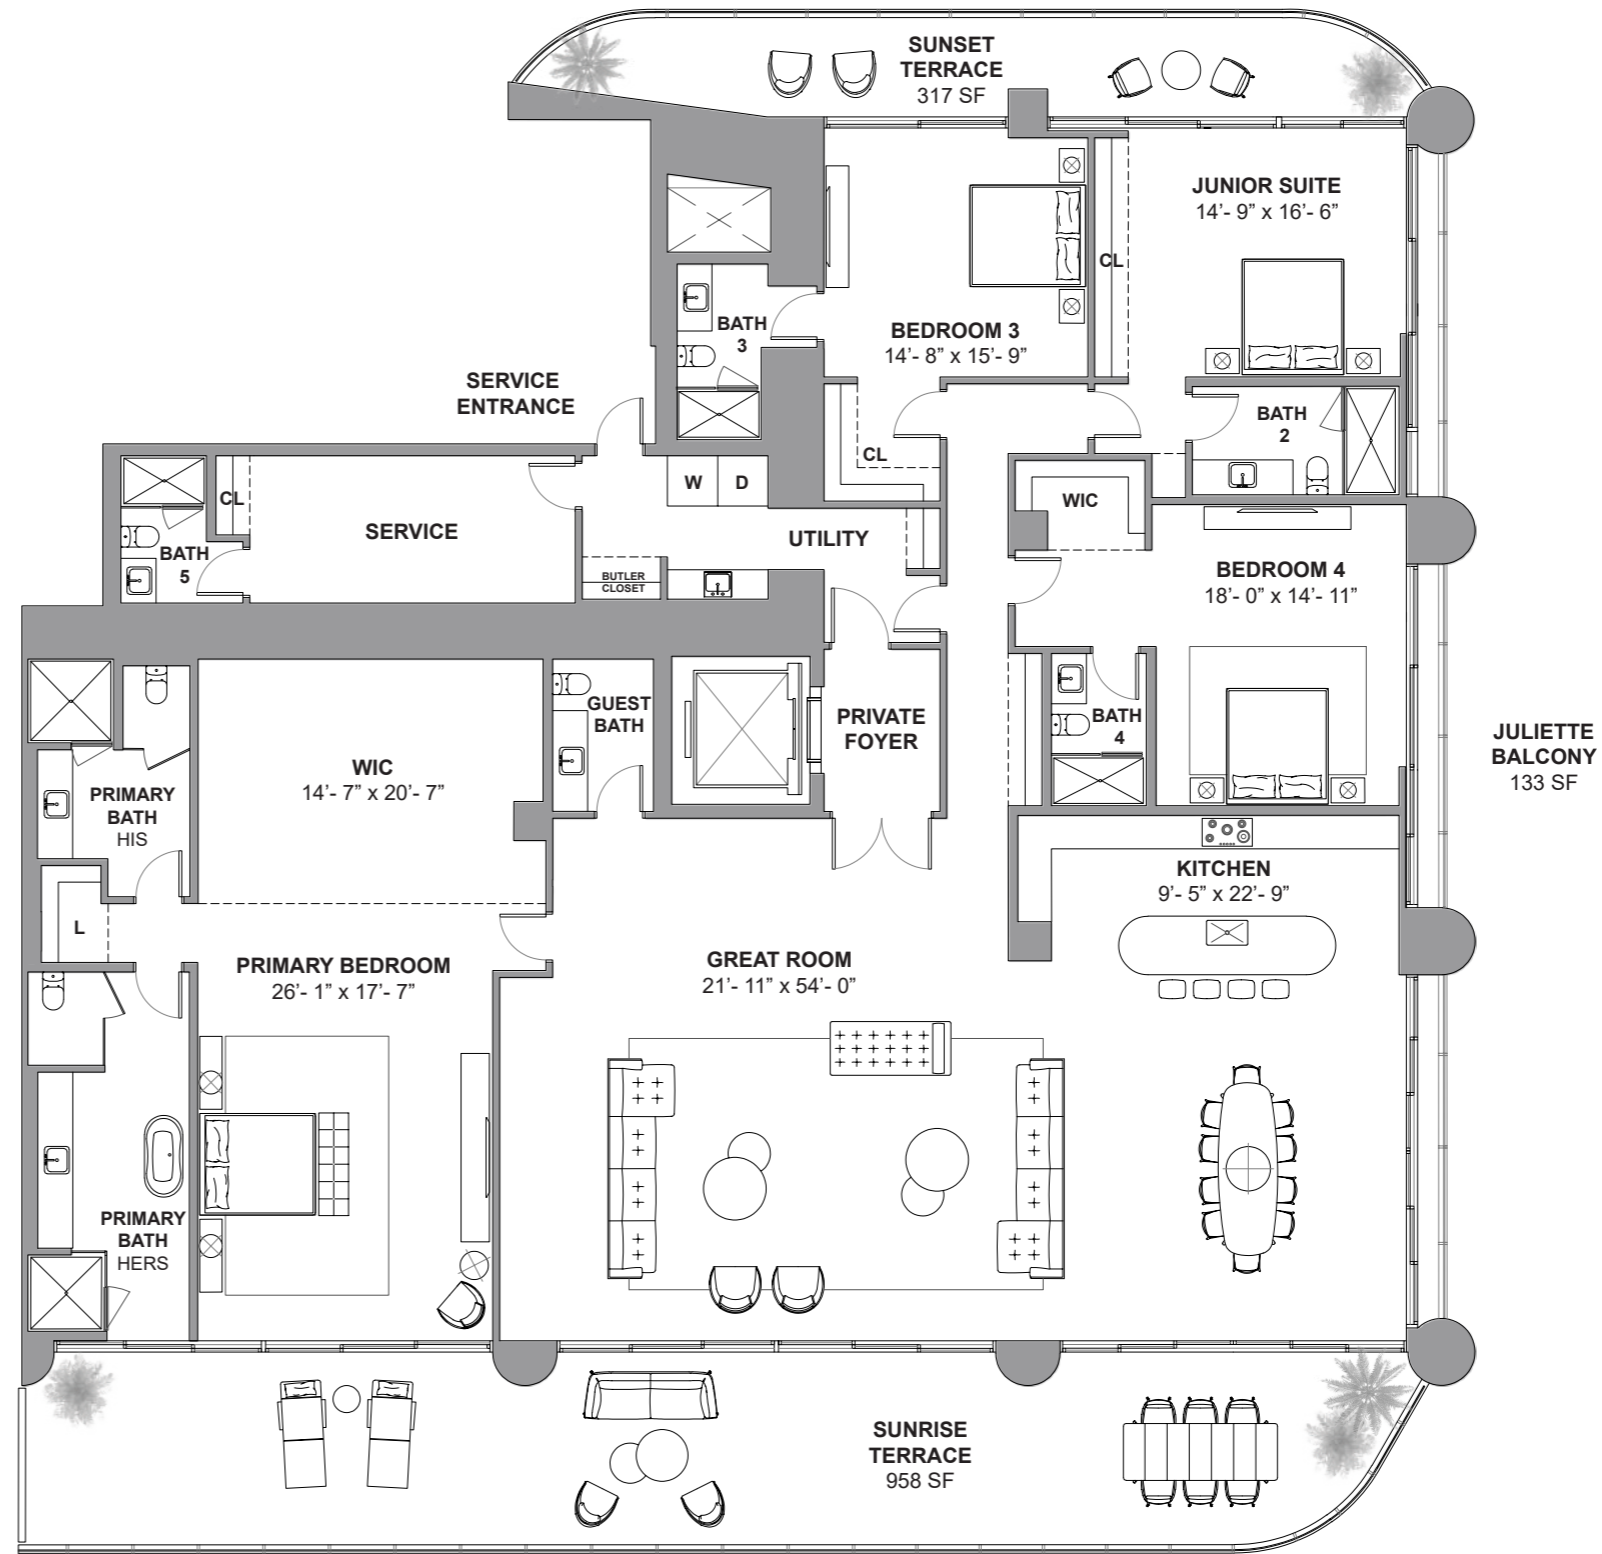 SUNSET
TERRACE
317 SF
JUNIOR SUITE
14’- 9” x 16’- 6”
CL
BATH
3
BEDROOM 3
14’- 8” x 15’- 9”
SERVICE
ENTRANCE
BATH
2
CL
W
D
CL
WIC
SERVICE
UTILITY
BATH
5
BUTLER
CLOSET
BEDROOM 4
18’- 0” x 14’- 11”
GUEST
BATH
PRIVATE
FOYER
BATH
4
JULIETTE
BALCONY
133 SF
WIC
14’- 7” x 20’- 7”
PRIMARY
BATH
HIS
KITCHEN
9’- 5” x 22’- 9”
L
PRIMARY BEDROOM
26’- 1” x 17’- 7”
GREAT ROOM
21’- 11” x 54’- 0”
PRIMARY
BATH
HERS
SUNRISE
TERRACE
958 SF